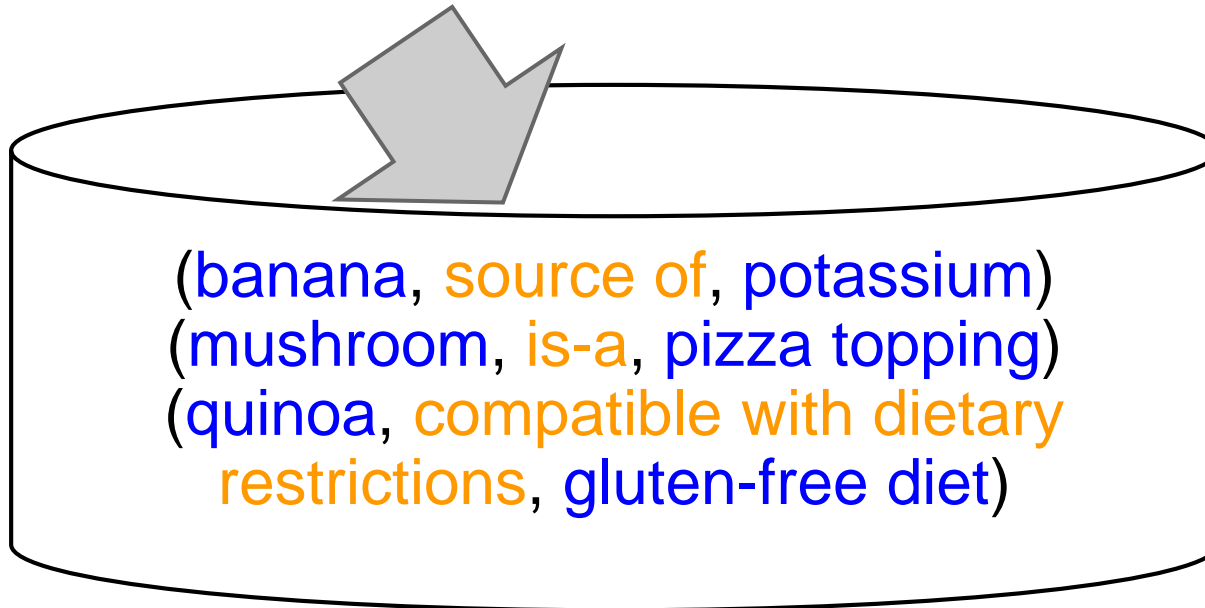 (banana, source of, potassium)
(mushroom, is-a, pizza topping)
(quinoa, compatible with dietary
restrictions, gluten-free diet)